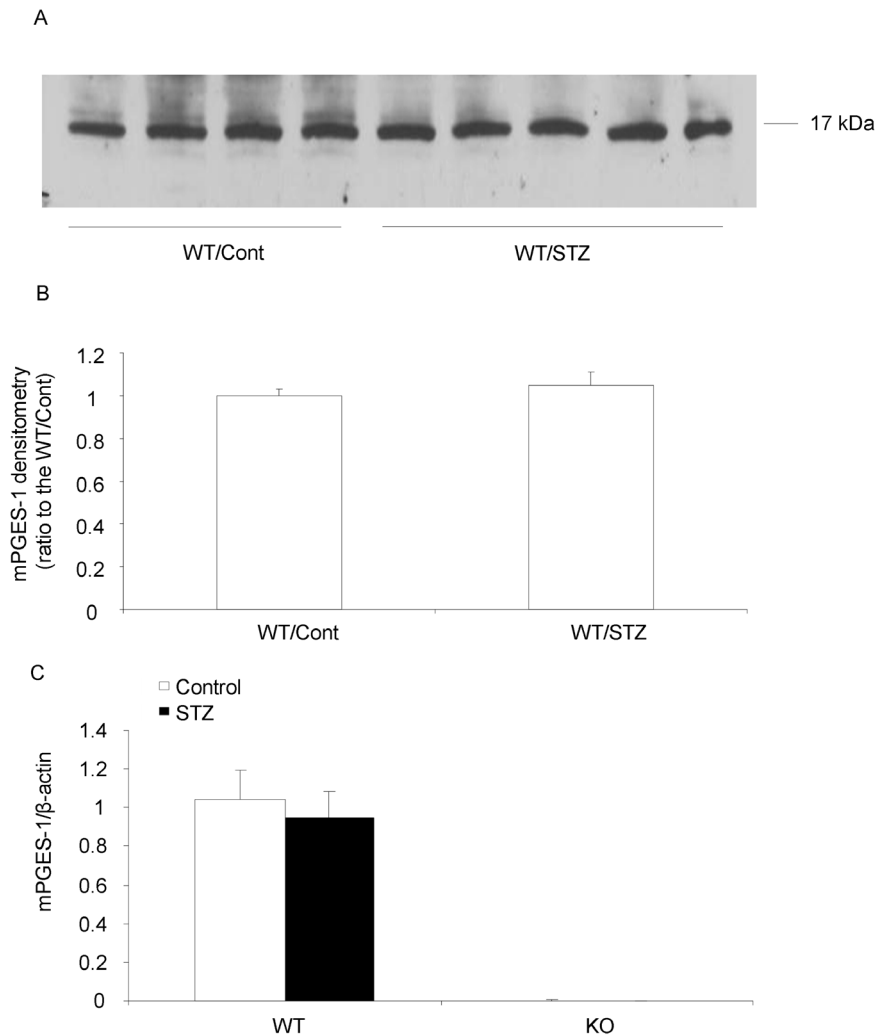 A
17 kDa
WT/Cont
WT/STZ
B
mPGES-1 densitometry
(ratio to the WT/Cont)
1.2
1
0.8
0.6
0.4
0.2
0
WT/Cont
WT/STZ
C
Control
STZ
mPGES-1/β-actin
1.4
1.2
1
0.8
0.6
0.4
0.2
0
WT
KO